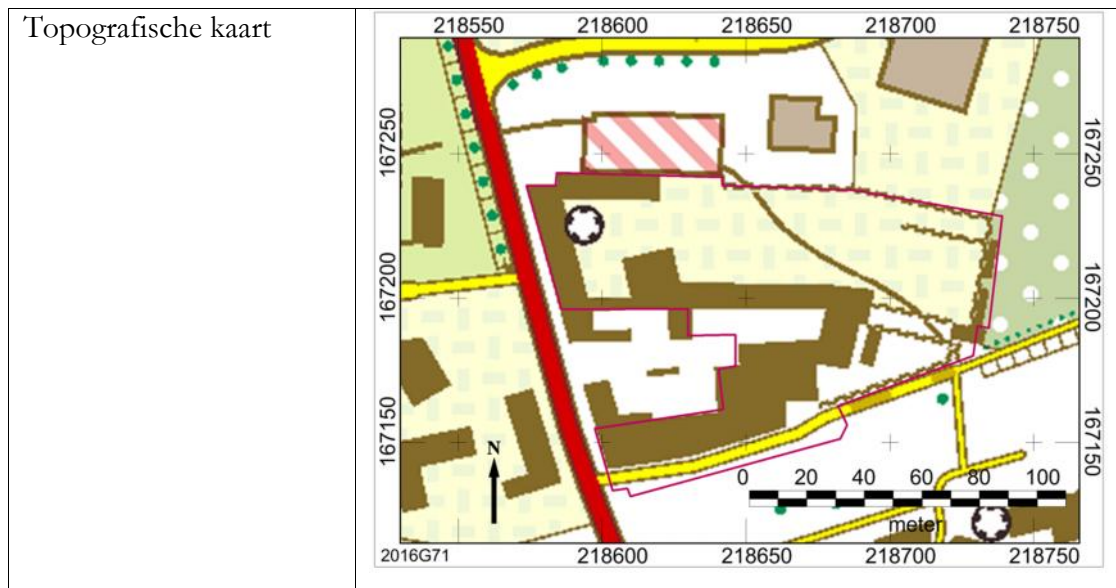 Topografische kaart
218550 218600 218650 218700 218750
167250 167250
167200 167200
167150 167150
N
0 20 40 60 80 100
meter
2016G71
218600 218650 218700 218750